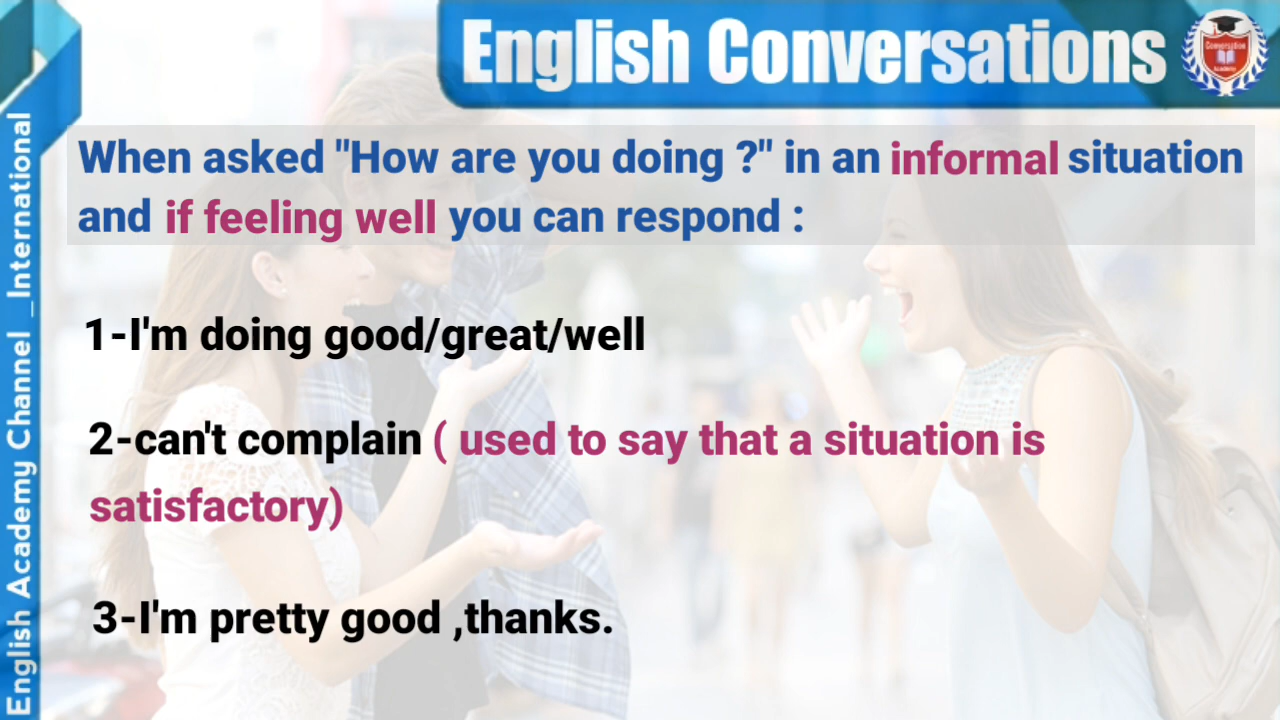 English Conversations
Conversation
Academy
When asked "How are you doing ?" in an informal situation
and if feeling well you can respond :
1-I'm doing good/great/well
2-can't complain ( used to say that a situation is
satisfactory)
3-I'm pretty good ,thanks.
English Academy Channel _International